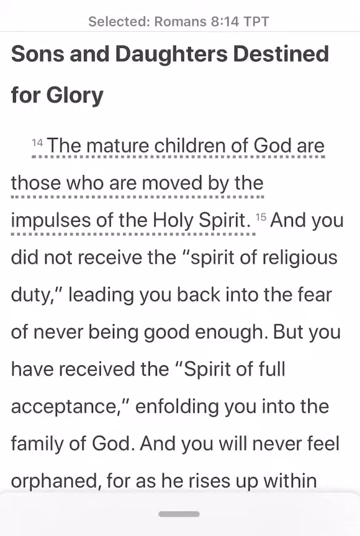 Selected: Romans 8:14 TPT
Sons and Daughters Destined
for Glory
14 The mature children of God are
those who are moved by the
impulses of the Holy Spirit. 15 And you
did not receive the “spirit of religious
duty,” leading you back into the fear
of never being good enough. But you
have received the “Spirit of full
acceptance,” enfolding you into the
family of God. And you will never feel
orphaned, for as he rises up within